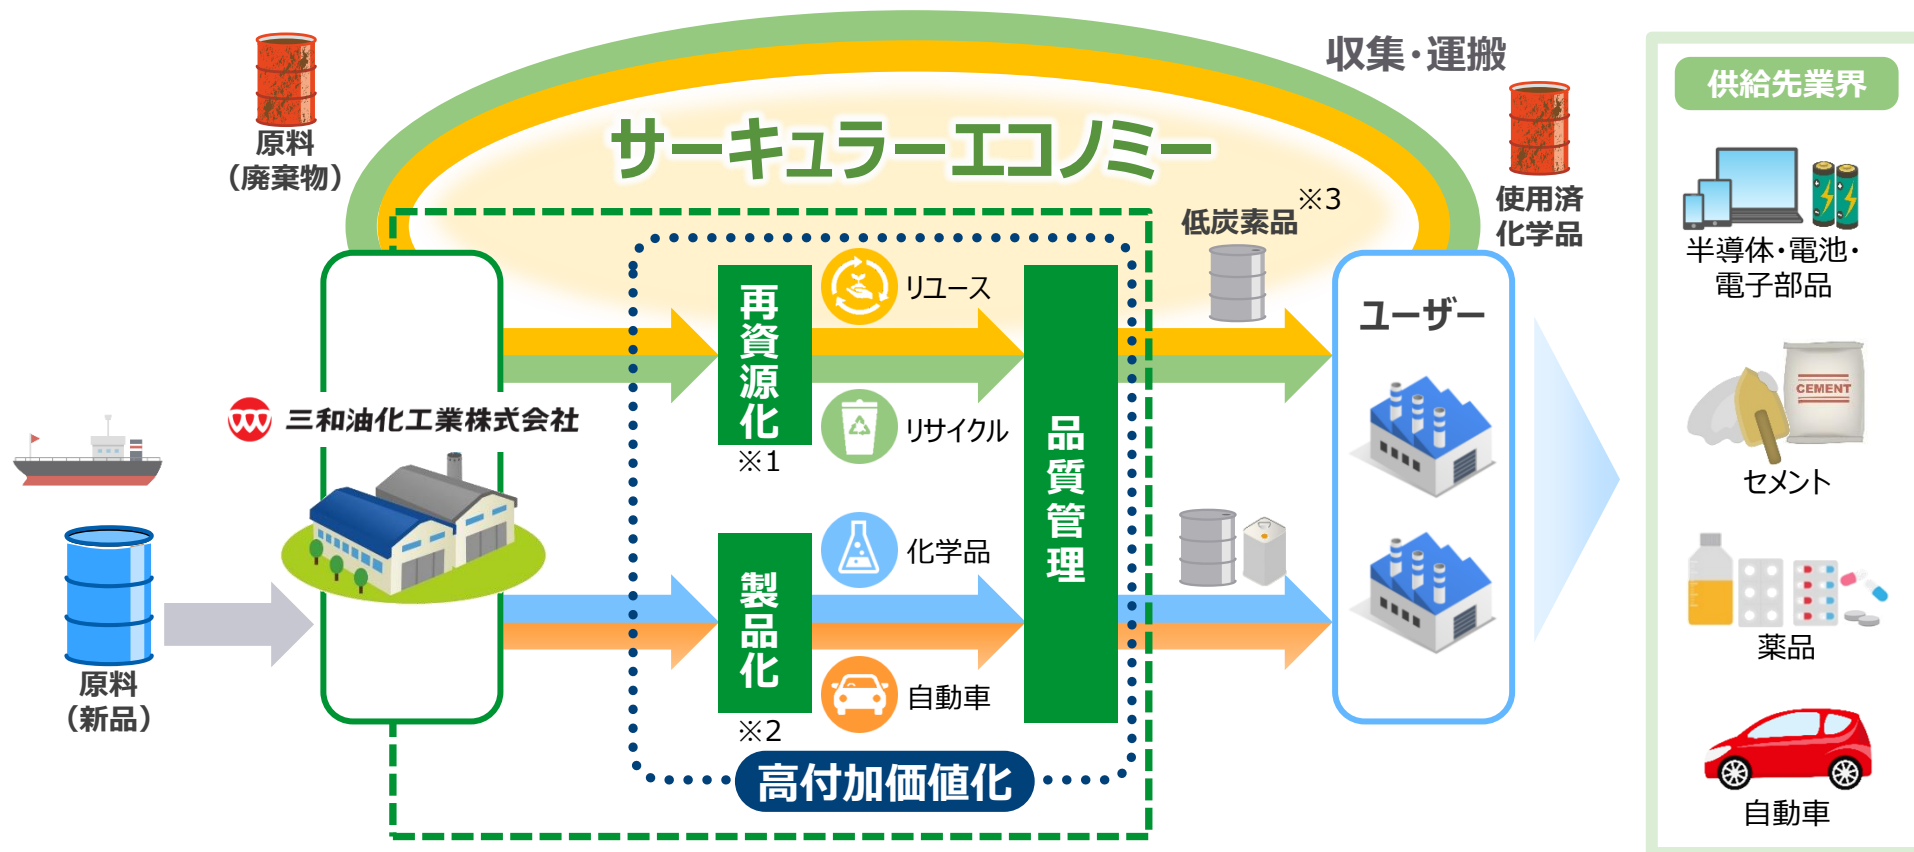 収集・運搬
原料
（廃棄物）
サーキュラーエコノミー
使用済
化学品
低炭素品※3
供給先業界
半導体・電池・
電子部品
CEMENT
セメント
薬品
自動車
三和油化工業株式会社
原料
（新品）
再資源化
※1
リユース
リサイクル
製品化
※2
化学品
自動車
品質管理
高付加価値化
ユーザー